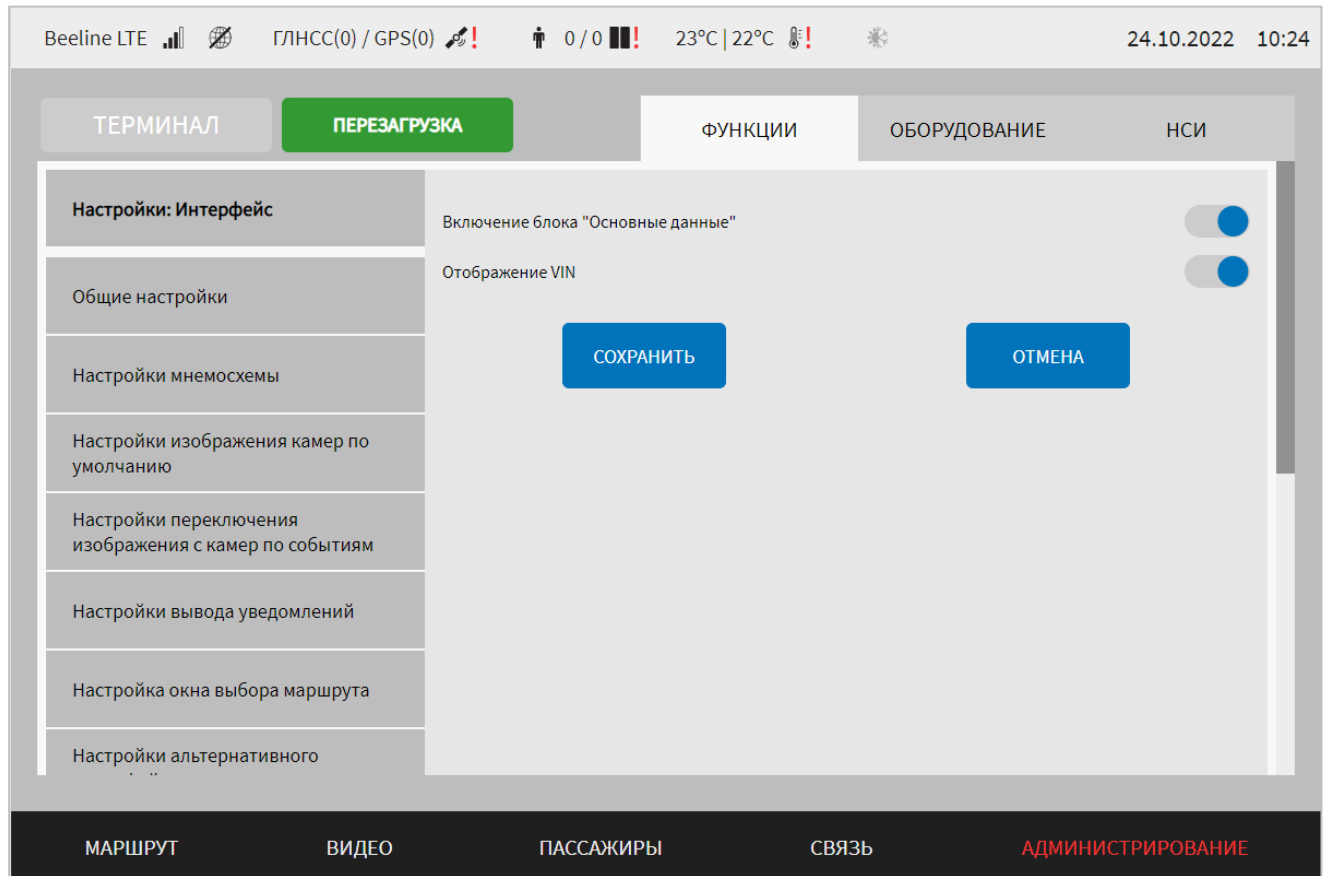 Beeline LTE ГЛНСС(0) / GPS(0) ! 0 / 0 ! 23°C | 22°C ! 24.10.2022 10:24
ТЕРМИНАЛ ПЕРЕЗАГРУЗКА ФУНКЦИИ ОБОРУДОВАНИЕ НСИ
Настройки: Интерфейс
Включение блока "Основные данные"
Отображение VIN
СОХРАНИТЬ ОТМЕНА
Общие настройки
Настройки мнемосхемы
Настройки изображения камер по
умолчанию
Настройки переключения
изображения с камер по событиям
Настройки вывода уведомлений
Настройка окна выбора маршрута
Настройки альтернативного
МАРШРУТ ВИДЕО ПАССАЖИРЫ СВЯЗЬ АДМИНИСТРИРОВАНИЕ